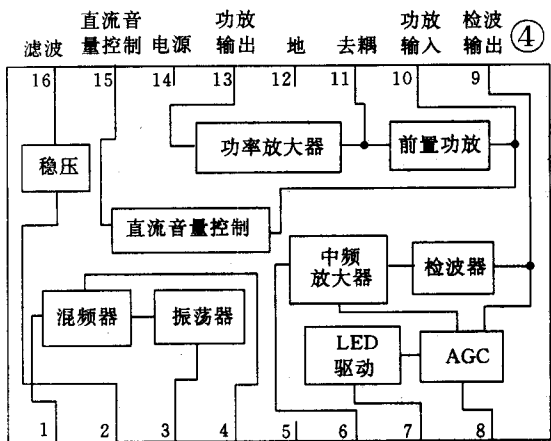 滤波
直流音
量控制
电源
功放
输出
地
去耦
功放
输入
检波
输出
④
16 15 14 13 12 11 10 9
稳压
功率放大器
前置功放
直流音量控制
中频
放大器
检波器
混频器
振荡器
LED
驱动
AGC
1 2 3 4 5 6 7 8